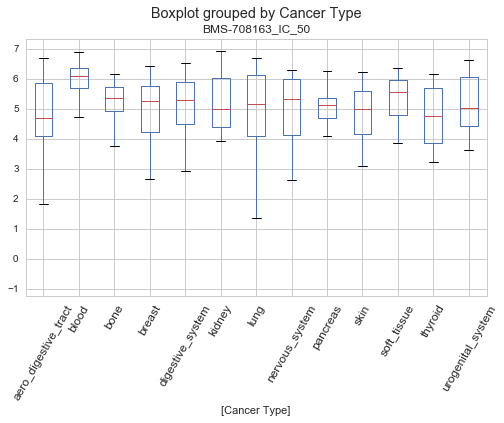 Boxplot grouped by Cancer Type
BMS-708163_IC_50
7
6
5
4
3
2
1
0
−1
aero_digestive_tract
blood
bone
breast
digestive_system
kidney
lung
nervous_system
pancreas
skin
soft_tissue
thyroid
urogenital_system
[Cancer Type]